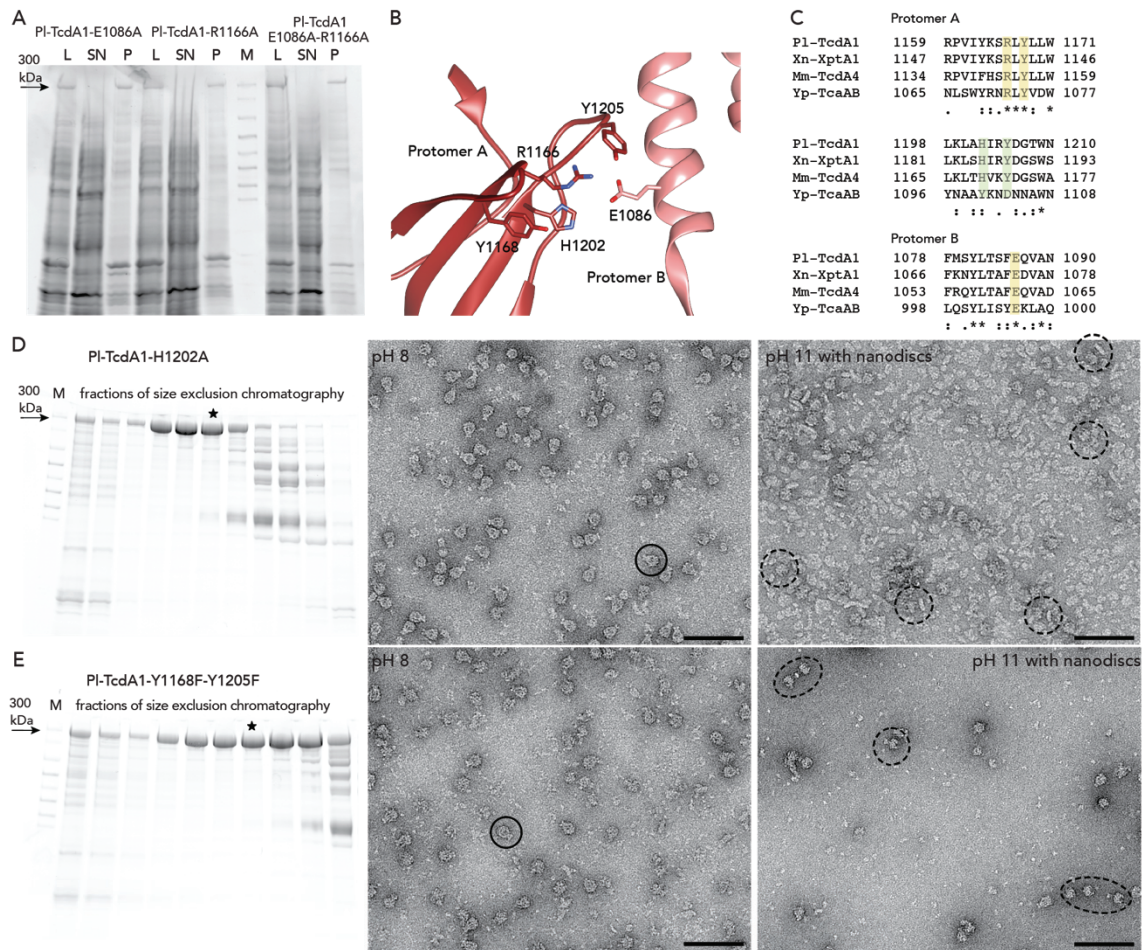 A
Pl-TcdA1-E1086A
Pl-TcdA1-R1166A
Pl-TcdA1
E1086A-R1166A
L SN P L SN P M L SN P
300
kDa
B
Y1205
Protomer A
R1166
E1086
Y1168
H1202
Protomer B
C
Protomer A
Pl-TcdA1 1159 RPVIYKSRLYLLW 1171
Xn-XptA1 1147 RPVIYKSRLYLLW 1146
Mm-TcdA4 1134 RPVIFHSRLYLLW 1159
Yp-TcaAB 1065 NLSWYRNRLYVDW 1077
. ::.*** *
Pl-TcdA1 1198 LKLAHIRYDGTWN 1210
Xn-XptA1 1181 LKLSHIRYDGSWS 1193
Mm-TcdA4 1165 LKLTHVKYDGSWS 1177
Yp-TcaAB 1096 YNAAYKNDNNAWN 1108
: :: :.:*
Protomer B
Pl-TcdA1 1078 FMSYLTSFEQVAN 1090
Xn-XptA1 1066 FKNYLTAFEDVAN 1078
Mm-TcdA4 1053 FRQYLTAFEQVAD 1065
Yp-TcaAB 998 LQSYLISYEKLAQ 1000
: .** ::*.:*:
D
Pl-TcdA1-H1202A
300
kDa
M fractions of size exclusion chromatography
★
pH 8
pH 11 with nanodiscs
E
Pl-TcdA1-Y1168F-Y1205F
300
kDa
M fractions of size exclusion chromatography
★
pH 8
pH 11 with nanodiscs